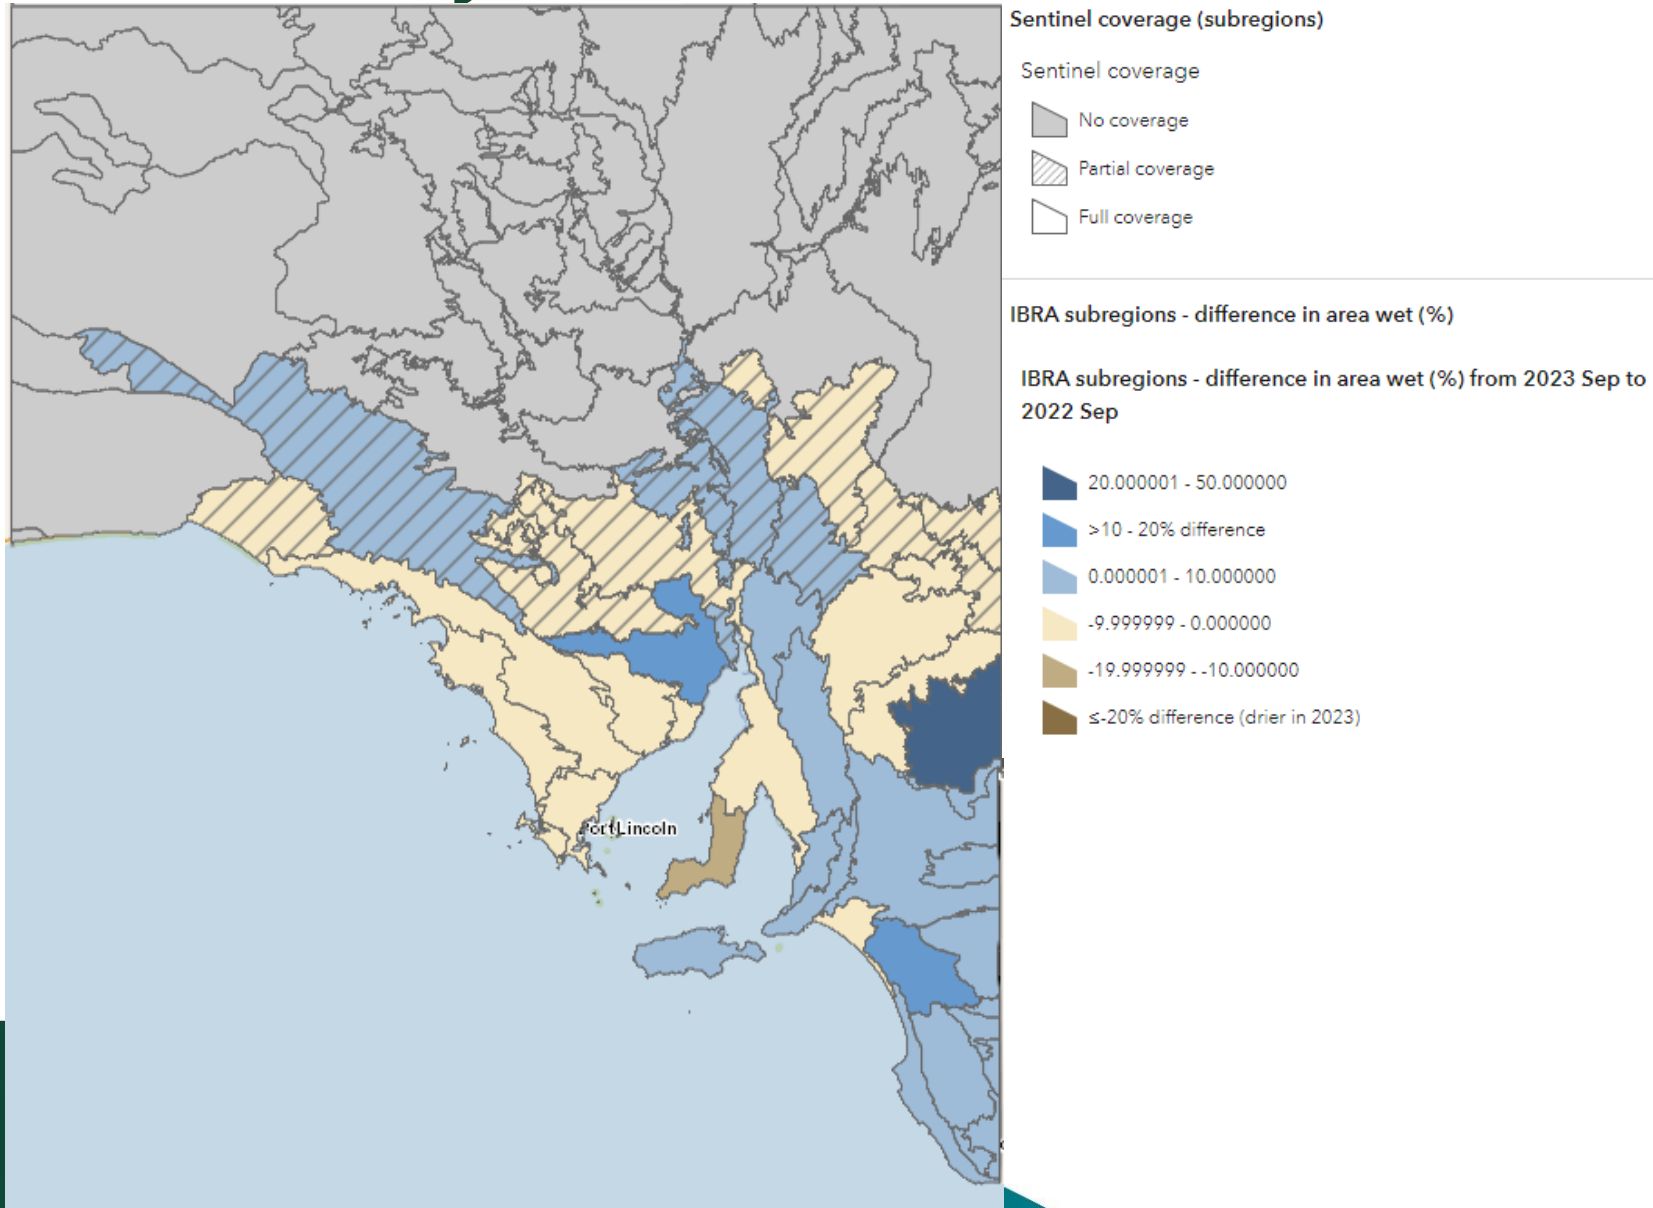 Sentinel coverage (subregions)
Sentinel coverage
No coverage
Partial coverage
Full coverage
IBRA subregions - difference in area wet (%)
IBRA subregions - difference in area wet (%) from 2023 Sep to
2022 Sep
20.000001 - 50.000000
>10 - 20% difference
0.000001 - 10.000000
-9.999999 - 0.000000
-19.999999 - -10.000000
≤-20% difference (drier in 2023)
Port Lincoln